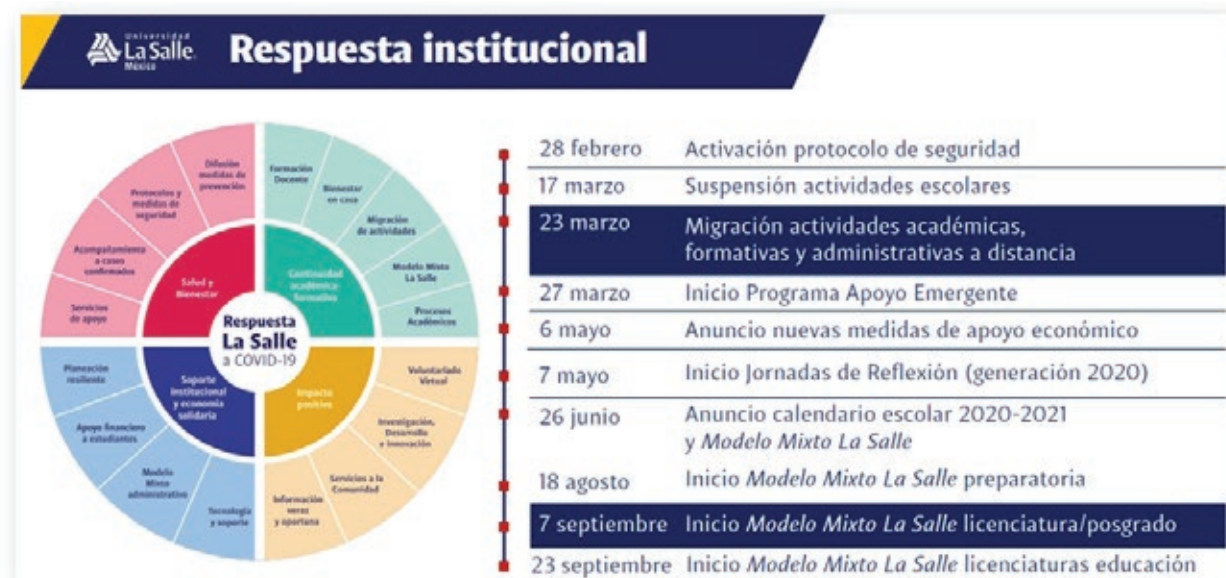 Universidad
La Salle
México
Respuesta institucional
Difusión
medidas de
prevención
Protocolos y
medidas de
seguridad
Acompañamiento
a casos
confirmados
Servicios
de apoyo
Salud y
Bienestar
Formación
Docente
Bienestar
en casa
Migración
de actividades
Modelo Mixto
La Salle
Procesos
Académicos
Continuidad
académica-
formativa
Respuesta
La Salle
a COVID-19
Planeación
resiliente
Apoyo financiero
a estudiantes
Modelo
Mixto
administrativo
Tecnología
y soporte
Soporte
institucional
y economía
solidaria
Impacto
positivo
Voluntariado
Virtual
Investigación,
Desarrollo
e innovación
Servicios a la
Comunidad
Información
veraz
y oportuna
28 febrero Activación protocolo de seguridad
17 marzo Suspensión actividades escolares
23 marzo Migración actividades académicas,
formativas y administrativas a distancia
27 marzo Inicio Programa Apoyo Emergente
6 mayo Anuncio nuevas medidas de apoyo económico
7 mayo Inicio Jornadas de Reflexión (generación 2020)
26 junio Anuncio calendario escolar 2020-2021
y Modelo Mixto La Salle
18 agosto Inicio Modelo Mixto La Salle preparatoria
7 septiembre Inicio Modelo Mixto La Salle licenciatura/posgrado
23 septiembre Inicio Modelo Mixto La Salle licenciaturas educación